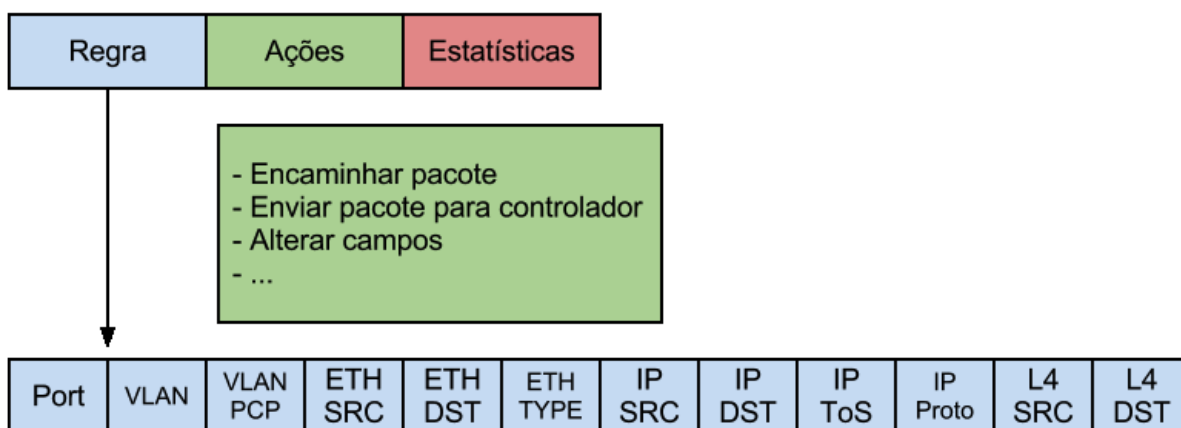 Regra Ações Estatísticas
- Encaminhar pacote
- Enviar pacote para controlador
- Alterar campos
- ...
Port VLAN VLAN PCP ETH SRC ETH DST ETH TYPE IP SRC IP DST IP ToS IP Proto L4 SRC L4 DST